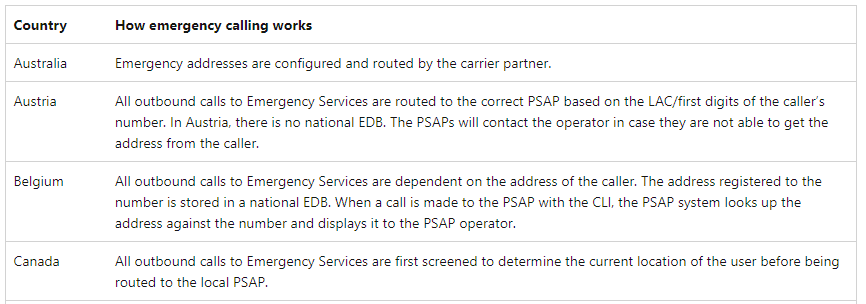 Country How emergency calling works
Australia Emergency addresses are configured and routed by the carrier partner.
Austria All outbound calls to Emergency Services are routed to the correct PSAP based on the LAC/first digits of the caller's
number. In Austria, there is no national EDB. The PSAPs will contact the operator in case they are not able to get the
address from the caller.
Belgium All outbound calls to Emergency Services are dependent on the address of the caller. The address registered to the
number is stored in a national EDB. When a call is made to the PSAP with the CLI, the PSAP system looks up the
address against the number and displays it to the PSAP operator.
Canada All outbound calls to Emergency Services are first screened to determine the current location of the user before being
routed to the local PSAP.